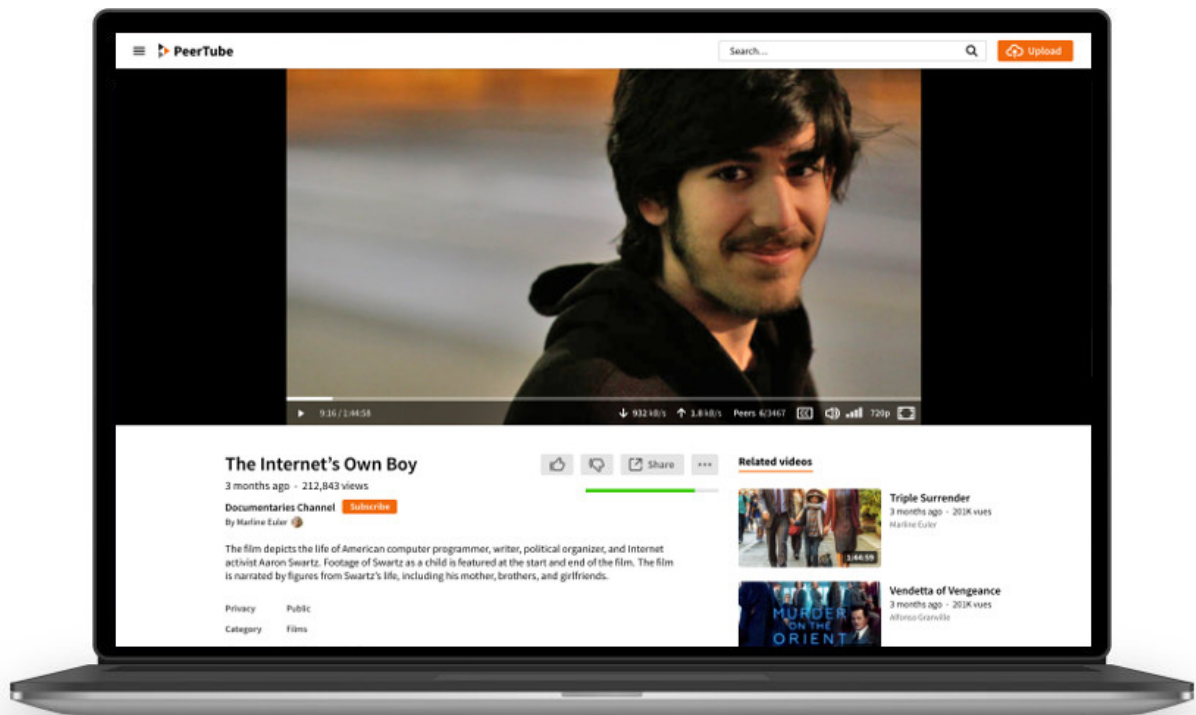 PeerTube
Search...
Upload
9:16 / 1:44:58
932 kB/s
1.8 kB/s
Peers 6/3467
CC
720p
The Internet's Own Boy
Share
3 months ago - 212,843 views
Documentaries Channel
Subscribe
By Marline Euler
The film depicts the life of American computer programmer, writer, political organizer, and Internet
activist Aaron Swartz. Footage of Swartz as a child is featured at the start and end of the film. The film
is narrated by figures from Swartz's life, including his mother, brothers, and girlfriends.
Privacy Public
Category Films
Related videos
1:44:59
Triple Surrender
3 months ago - 201K vues
Marline Euler
MURDER
ON THE
ORIENT
Vendetta of Vengeance
3 months ago - 201K vues
Alfonso Granville